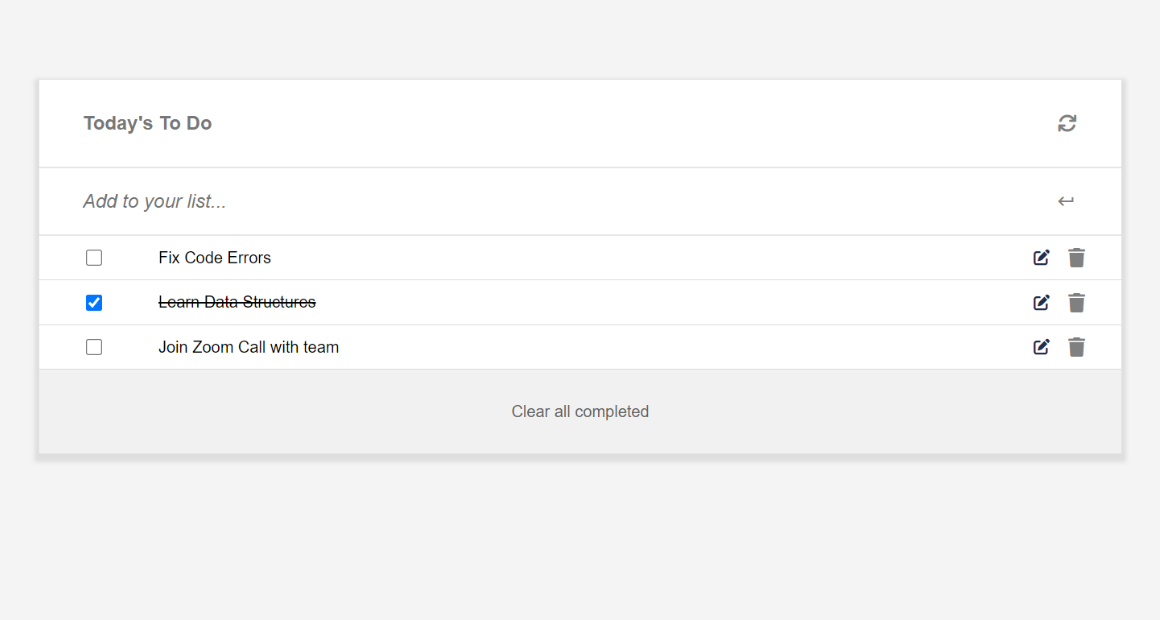 Today's To Do
Add to your list...
Fix Code Errors
Learn Data Structures
Join Zoom Call with team
Clear all completed